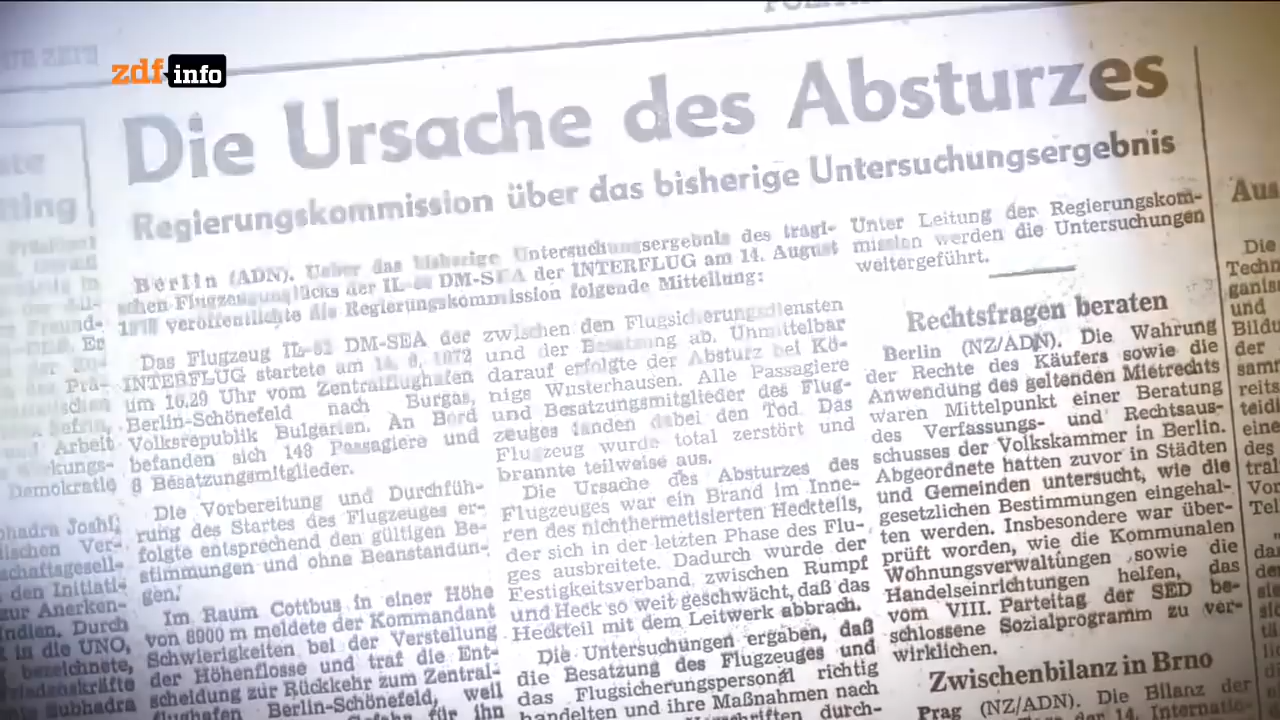 zdf info
Die Ursache des Absturzes
Regierungskommission über das bisherige Untersuchungsergebnis
Berlin (ADN). Ueber das bisherige Untersuchungsergebnis des tragi-
schen Flugzeugunglücks der IL- DM-SEA der INTERFLUG am 14. August
veröffentlichte die Regierungskommission folgende Mitteilung:
Das Flugzeug IL-62 DM-SEA der
INTERFLUG startete am 14. 8. 1972
um 16.29 Uhr vom Zentralflughafen
Berlin-Schönefeld nach Burgas,
Volksrepublik Bulgarien. An Bord
befanden sich 148 Passagiere und
8 Besatzungsmitglieder.
Die Vorbereitung und Durchfüh-
rung des Startes des Flugzeuges er-
folgte entsprechend den gültigen Be-
stimmungen und ohne Beanstandun-
gen.
Im Raum Cottbus in einer Höhe
von 8900 m meldete der Kommandant
Schwierigkeiten bei der Verstellung
der Höhenflosse und traf die Ent-
scheidung zur Rückkehr zum Zentral-
flughafen Berlin-Schönefeld, weil
für ihn
zwischen den Flugsicherungsdiensten
und der Besatzung ab. Unmittelbar
darauf erfolgte der Absturz bei Kö-
nigs Wusterhausen. Alle Passagiere
und Besatzungsmitglieder des Flug-
zeuges fanden dabei den Tod. Das
Flugzeug wurde total zerstört und
brannte teilweise aus.
Die Ursache des Absturzes des
Flugzeuges war ein Brand im Inne-
ren des nichthermetisierten Heckteils,
der sich in der letzten Phase des Flu-
ges ausbreitete. Dadurch wurde der
Festigkeitsverband zwischen Rumpf
und Heck so weit geschwächt, daß das
Heckteil mit dem Leitwerk abbrach.
Die Untersuchungen ergaben, daß
die Besatzung des Flugzeuges und
das Flugsicherungspersonal richtig
handelten und ihre Maßnahmen nach
durch-
Unter Leitung der Regierungskom-
mission werden die Untersuchungen
weitergeführt.
Rechtsfragen beraten
Berlin (NZ/ADN). Die Wahrung
der Rechte des Käufers sowie die
Anwendung des geltenden Mietrechts
waren Mittelpunkt einer Beratung
des Verfassungs- und Rechtsaus-
schusses der Volkskammer in Berlin.
Abgeordnete hatten zuvor in Städten
und Gemeinden untersucht, wie die
gesetzlichen Bestimmungen eingehal-
ten werden. Insbesondere war über-
prüft worden, wie die Kommunalen
Wohnungsverwaltungen sowie die
Handelseinrichtungen helfen, das
vom VIII. Parteitag der SED be-
schlossene Sozialprogramm zu ver-
wirklichen.
Zwischenbilanz in Brno
Prag (NZ/ADN). Die Bilanz der
der 14.